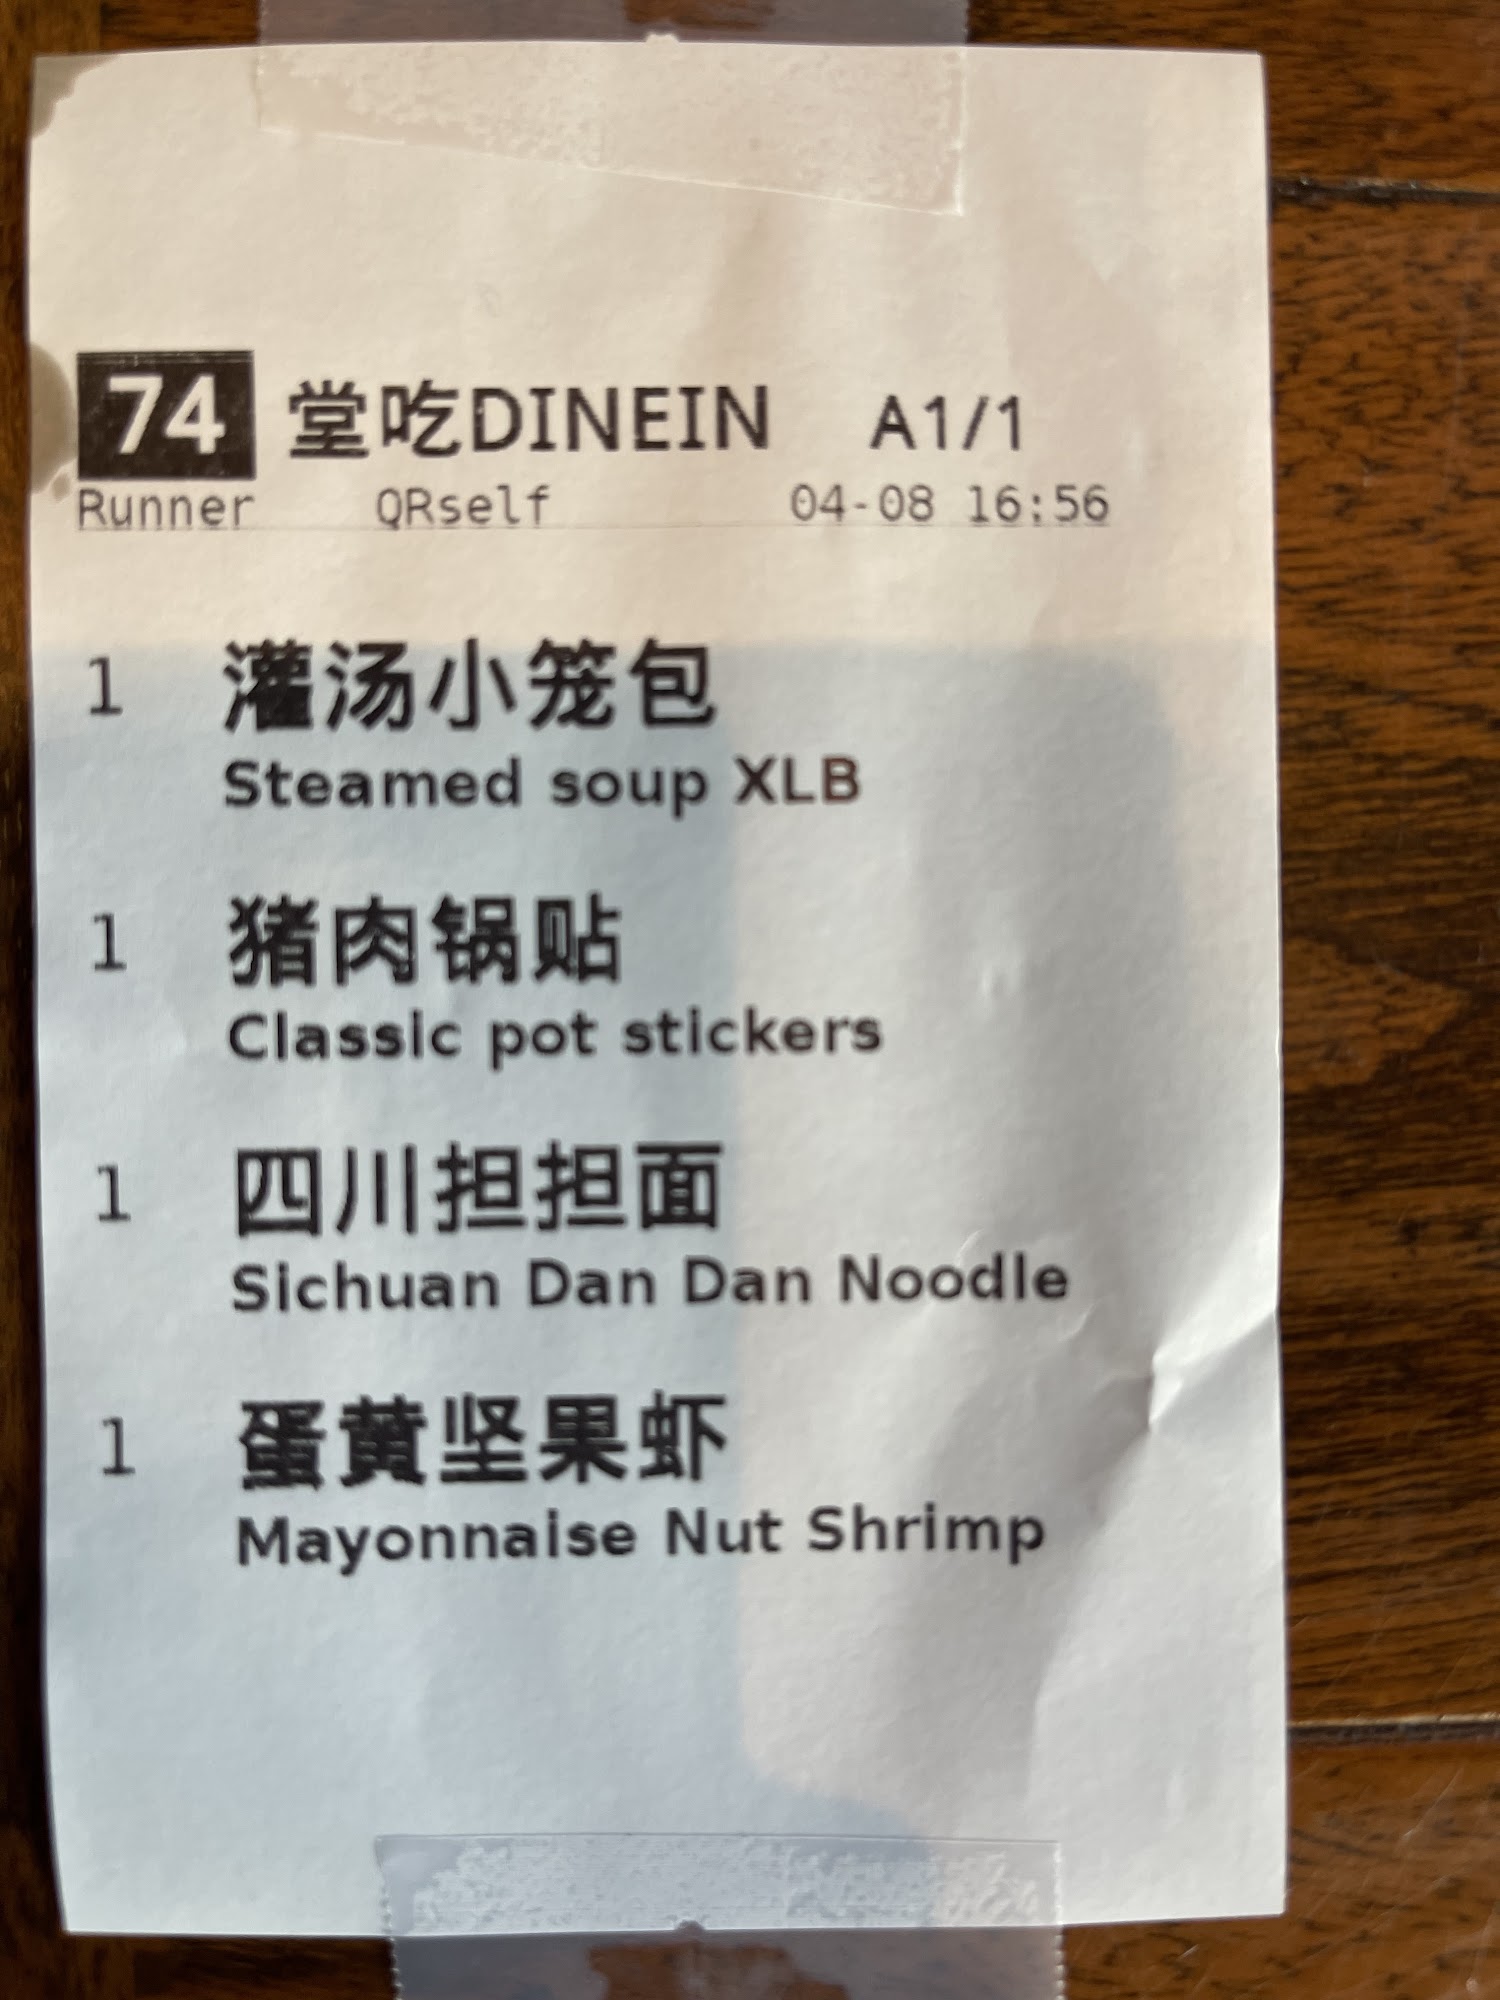 74 堂吃DINEIN A1/1
Runner QRself 04-08 16:56
1 灌汤小笼包
Steamed soup XLB
1 猪肉锅贴
Classic pot stickers
1 四川担担面
Sichuan Dan Dan Noodle
1 蛋黄坚果虾
Mayonnaise Nut Shrimp